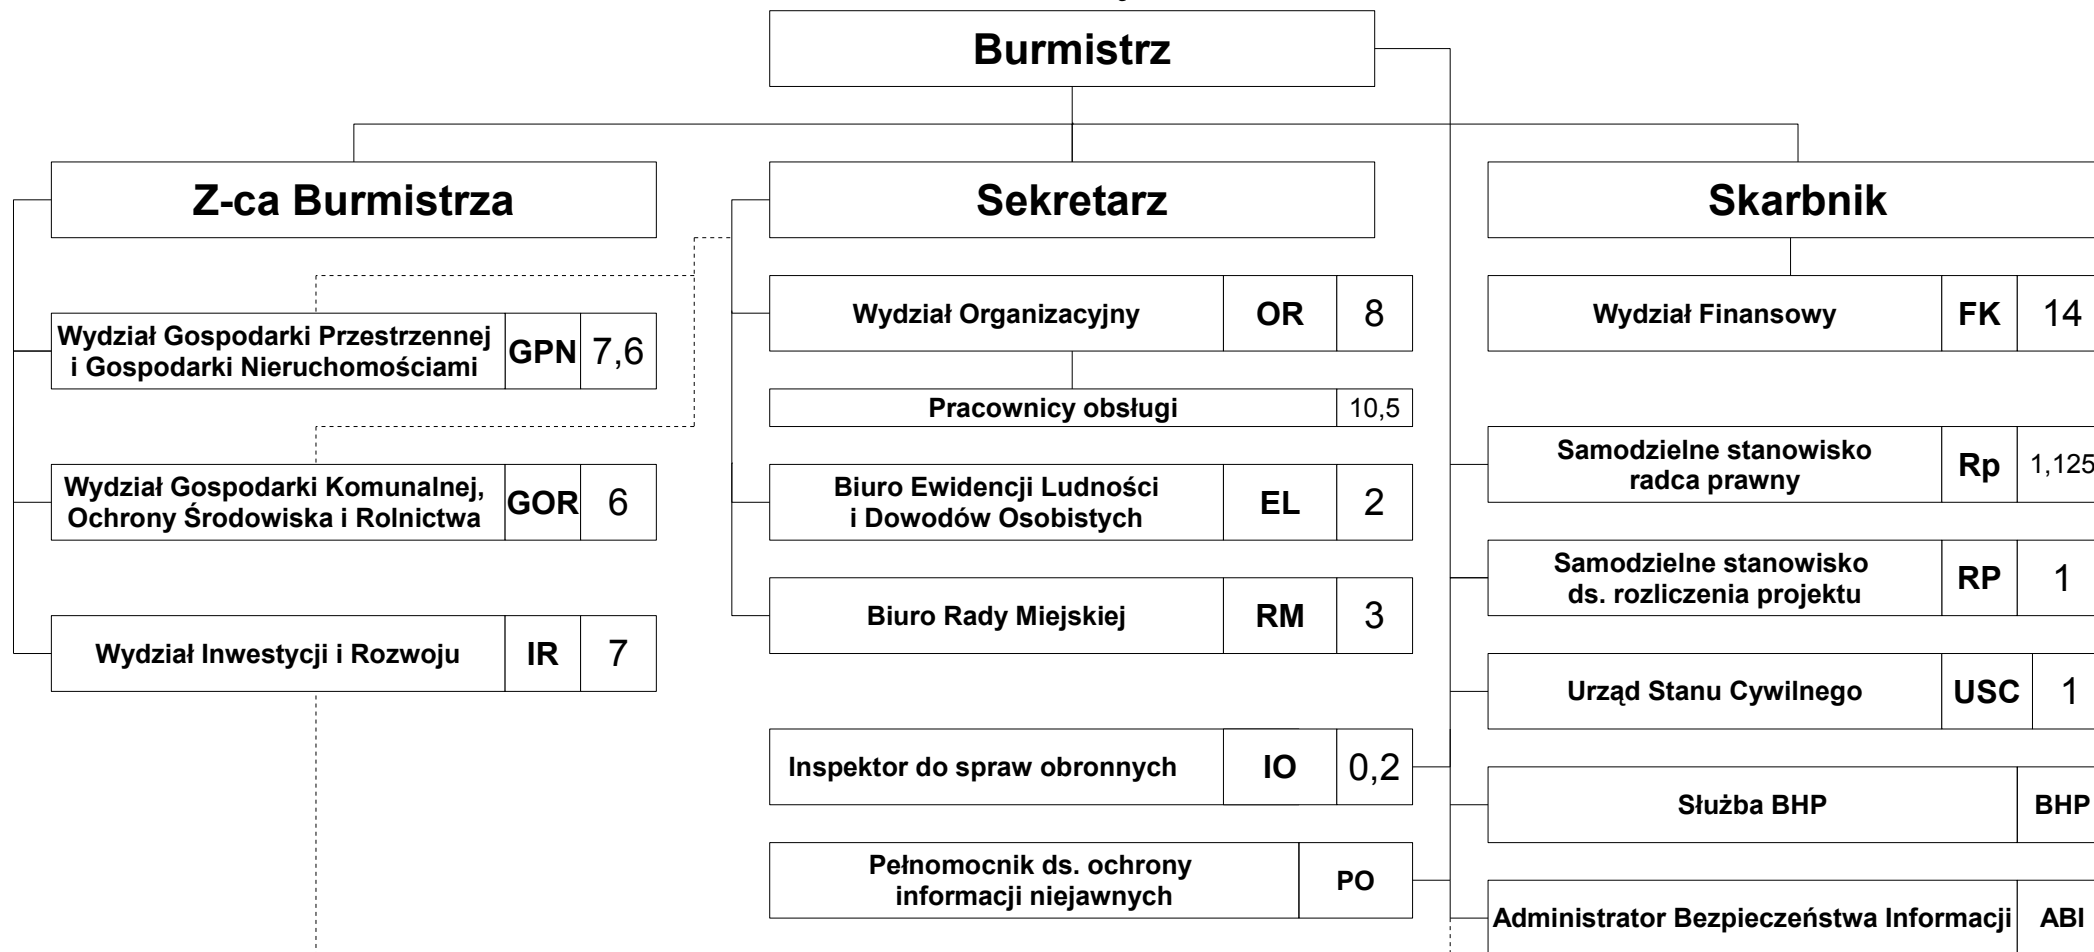 Burmistrz
Z-ca Burmistrza
Sekretarz
Skarbnik
Wydział Gospodarki Przestrzennej
i Gospodarki Nieruchomościami
GPN
7,6
Wydział Gospodarki Komunalnej,
Ochrony Środowiska i Rolnictwa
GOR
6
Wydział Inwestycji i Rozwoju
IR
7
Wydział Organizacyjny
OR
8
Pracownicy obsługi
10,5
Biuro Ewidencji Ludności
i Dowodów Osobistych
EL
2
Biuro Rady Miejskiej
RM
3
Inspektor do spraw obronnych
IO
0,2
Pełnomocnik ds. ochrony
informacji niejawnych
PO
Wydział Finansowy
FK
14
Samodzielne stanowisko
radca prawny
Rp
1,125
Samodzielne stanowisko
ds. rozliczenia projektu
RP
1
Urząd Stanu Cywilnego
USC
1
Służba BHP
BHP
Administrator Bezpieczeństwa Informacji
ABI